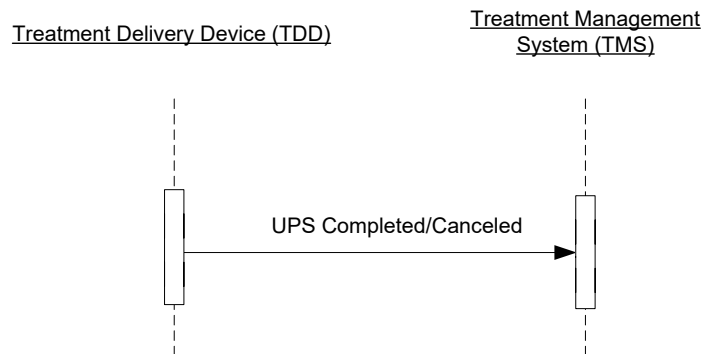 Treatment Delivery Device (TDD)
Treatment Management
System (TMS)
UPS Completed/Canceled